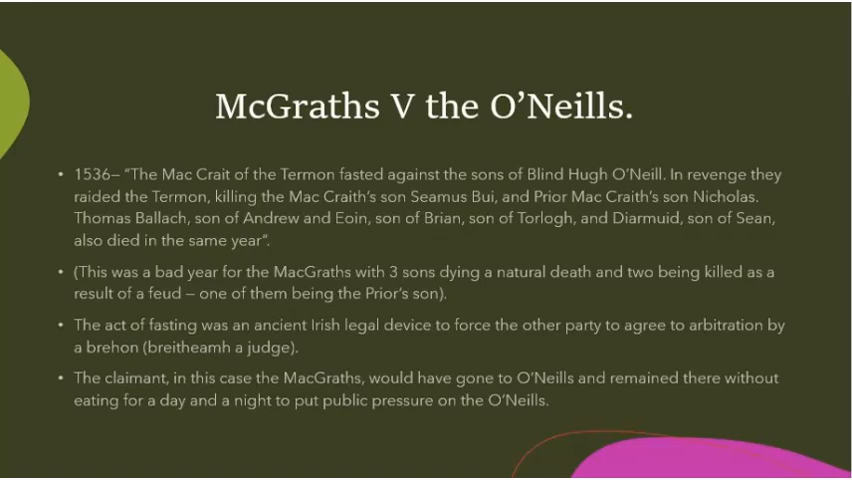 McGraths V the O’Neills.
• 1536– “The Mac Crait of the Termon fasted against the sons of Blind Hugh O’Neill. In revenge they
raided the Termon, killing the Mac Craith’s son Seamus Bui, and Prior Mac Craith’s son Nicholas.
Thomas Ballach, son of Andrew and Eoin, son of Brian, son of Torlogh, and Diarmuid, son of Sean,
also died in the same year”.
• (This was a bad year for the MacGraths with 3 sons dying a natural death and two being killed as a
result of a feud – one of them being the Prior’s son).
• The act of fasting was an ancient Irish legal device to force the other party to agree to arbitration by
a brehon (breitheamh a judge).
• The claimant, in this case the MacGraths, would have gone to O’Neills and remained there without
eating for a day and a night to put public pressure on the O’Neills.